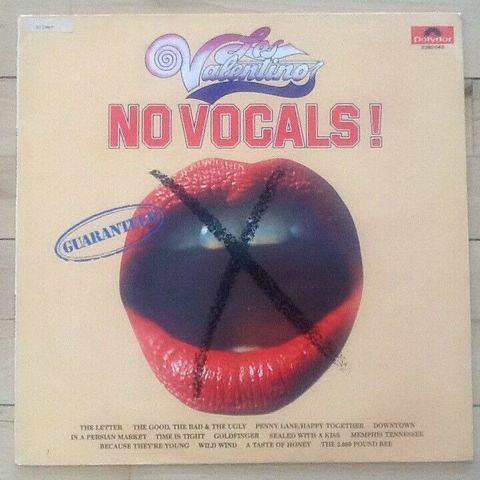 Les
Valentinos
Polydor
NO VOCALS!
GUARANTEED
THE LETTER THE GOOD, THE BAD & THE UGLY PENNY LANE/HAPPY TOGETHER DOWNTOWN
IN A PERSIAN MARKET TIME IS TIGHT GOLDFINGER SEALED WITH A KISS MEMPHIS TENNESSEE
BECAUSE THEY'RE YOUNG WILD WIND A TASTE OF HONEY THE 2.000 POUND BEE